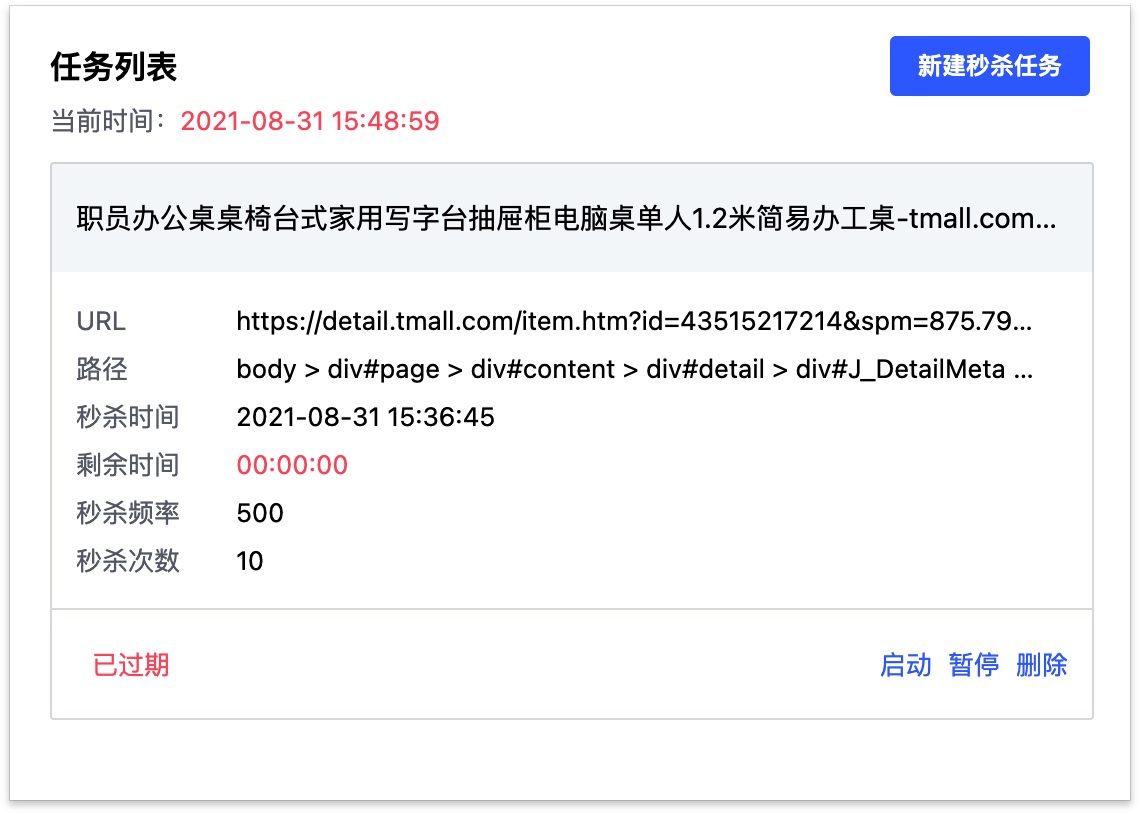 任务列表
新建秒杀任务
当前时间：2021-08-31 15:48:59
职员办公桌桌椅台式家用写字台抽屉柜电脑桌单人1.2米简易办工桌-tmall.com...
URL https://detail.tmall.com/item.htm?id=43515217214&spm=875.79...
路径 body > div#page > div#content > div#detail > div#J_DetailMeta ...
秒杀时间 2021-08-31 15:36:45
剩余时间 00:00:00
秒杀频率 500
秒杀次数 10
已过期 启动 暂停 删除